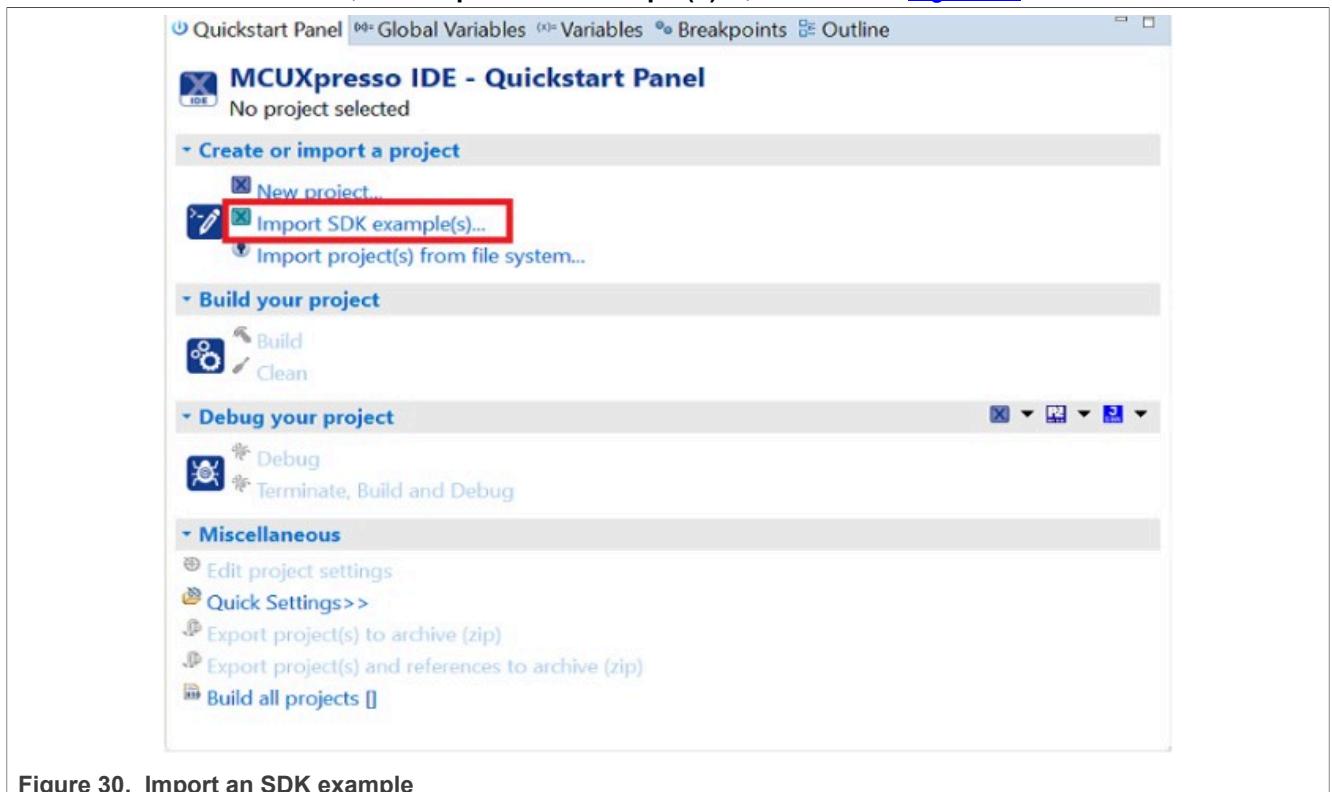 Quickstart Panel (x)= Global Variables (x)= Variables Breakpoints Outline
MCUXpresso IDE - Quickstart Panel
IDE
No project selected
Create or import a project
New project...
Import SDK example(s)...
Import project(s) from file system...
Build your project
Build
Clean
Debug your project
Debug
Terminate, Build and Debug
Miscellaneous
Edit project settings
Quick Settings>>
Export project(s) to archive (zip)
Export project(s) and references to archive (zip)
Build all projects []
Figure 30. Import an SDK example